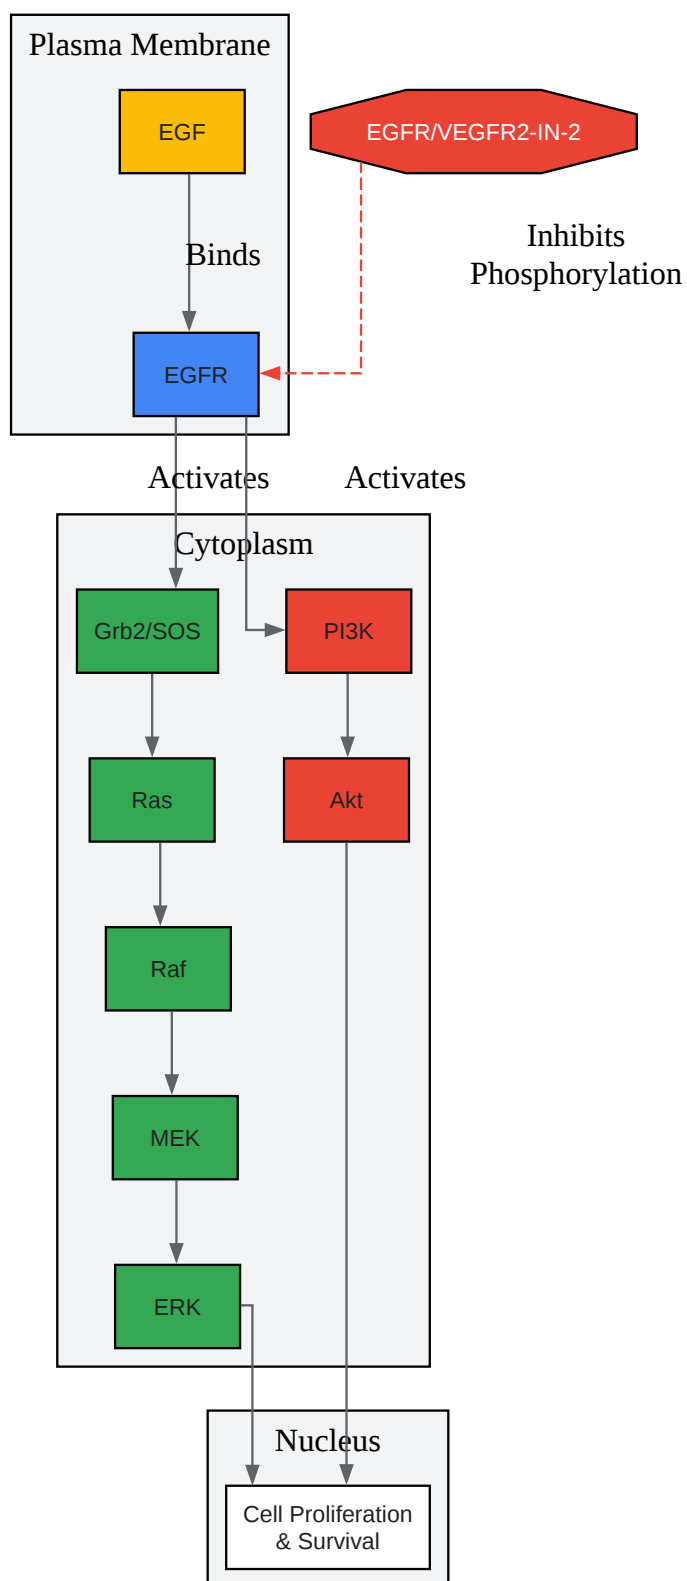 Plasma Membrane
EGF
EGFR/VEGFR2-IN-2
Binds
Inhibits
Phosphorylation
EGFR
Activates
Activates
Cytoplasm
Grb2/SOS
PI3K
Ras
Akt
Raf
MEK
ERK
Nucleus
Cell Proliferation
& Survival